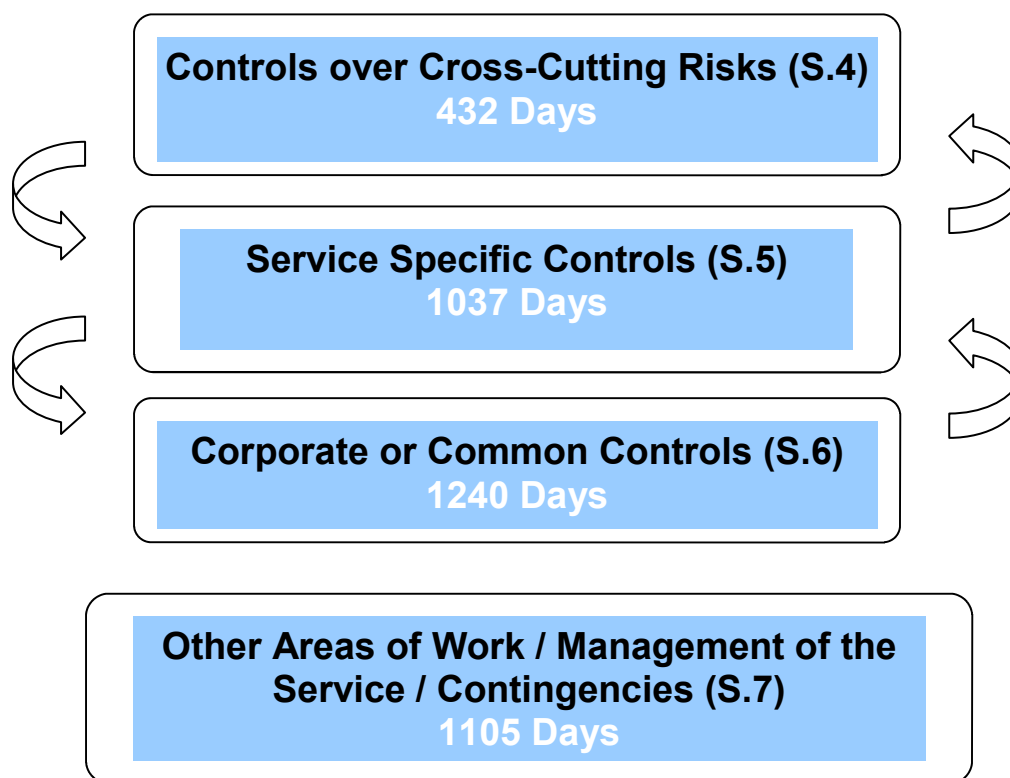 Controls over Cross-Cutting Risks (S.4)
432 Days
Service Specific Controls (S.5)
1037 Days
Corporate or Common Controls (S.6)
1240 Days
Other Areas of Work / Management of the
Service / Contingencies (S.7)
1105 Days